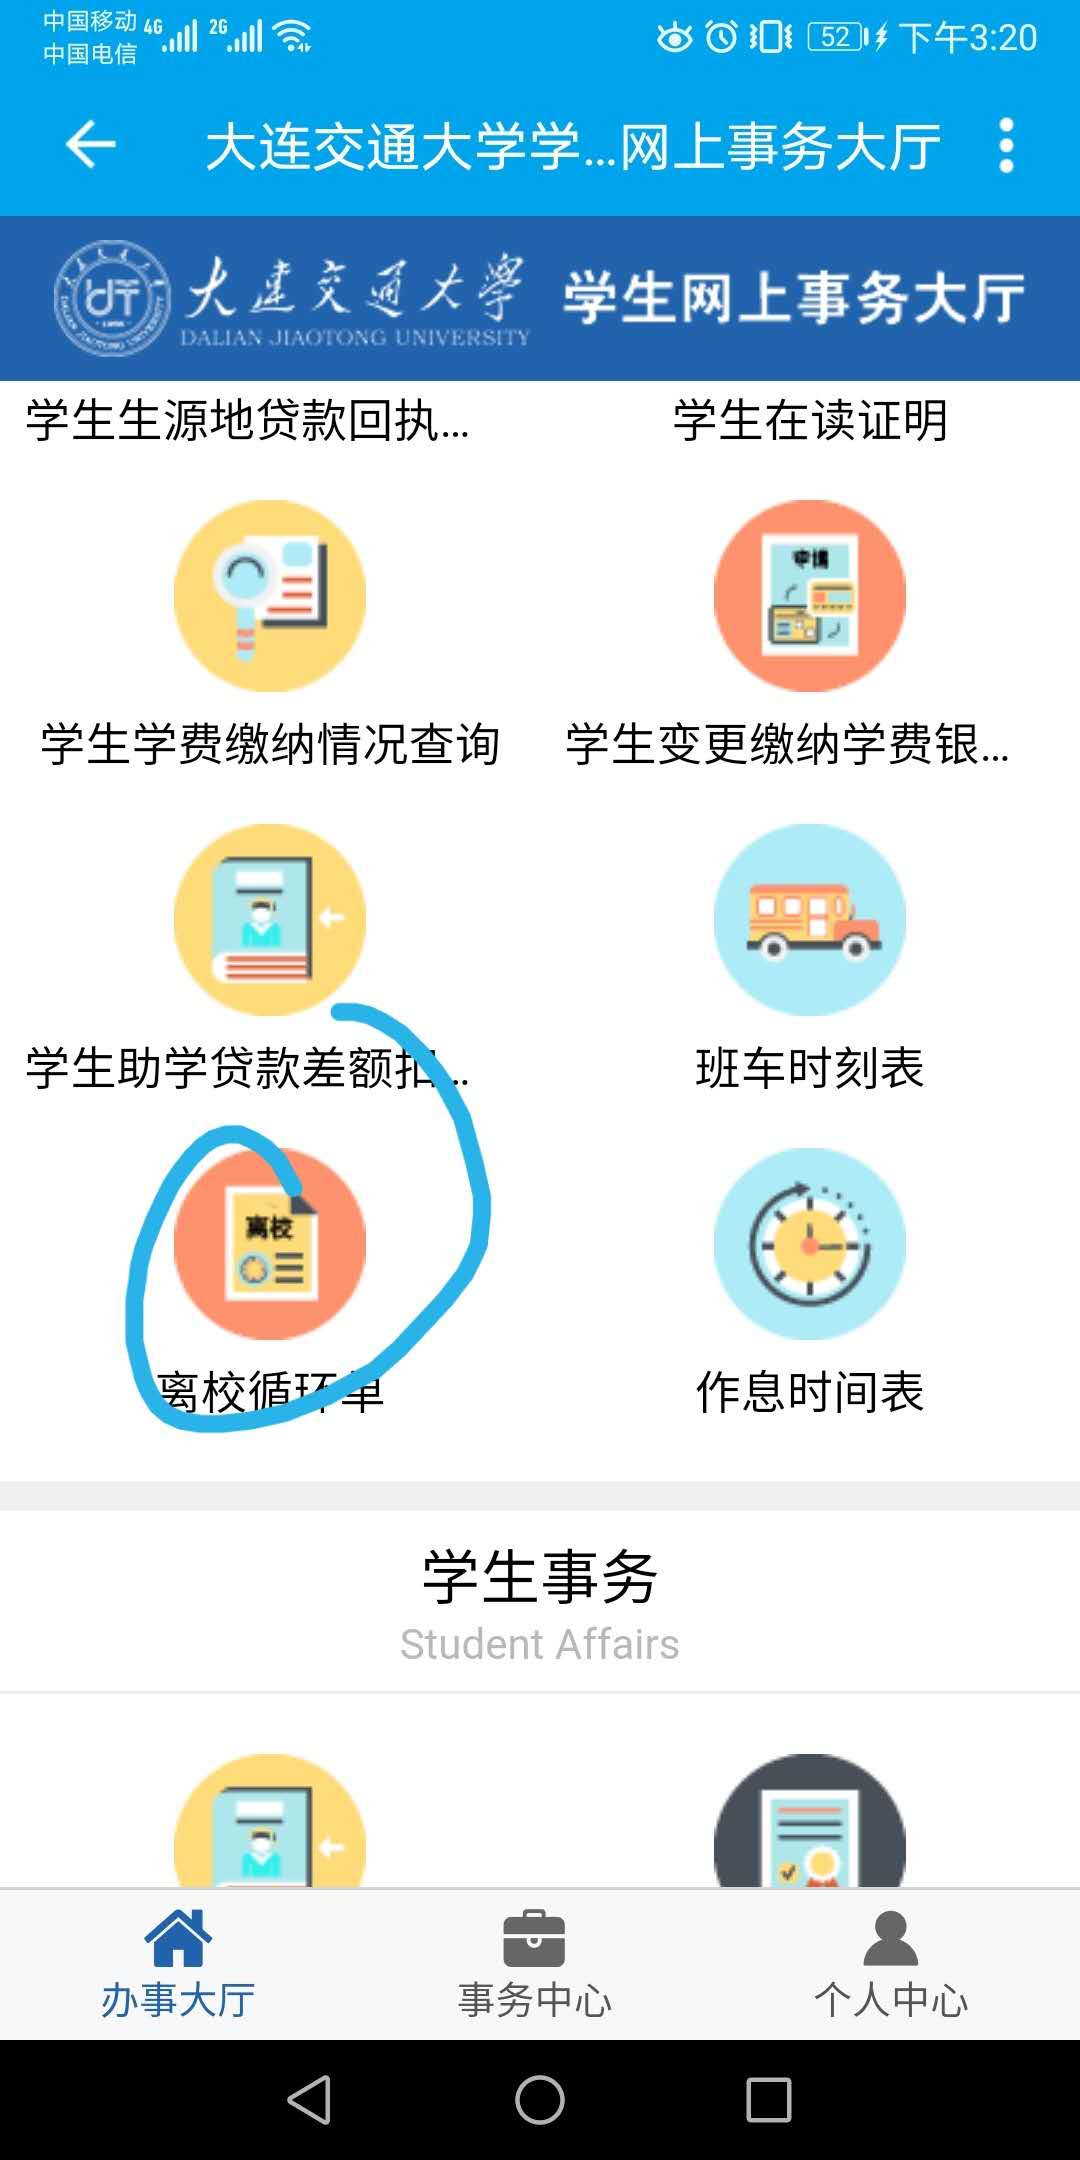 中国移动 4G 2G
中国电信
52 下午3:20
大连交通大学学...网上事务大厅
大连交通大学 学生网上事务大厅
DALIAN JIAOTONG UNIVERSITY
学生生源地贷款回执... 学生在读证明
申请
学生学费缴纳情况查询 学生变更缴纳学费银...
学生助学贷款差额扣... 班车时刻表
离校
离校循环单 作息时间表
学生事务
Student Affairs
办事大厅 事务中心 个人中心